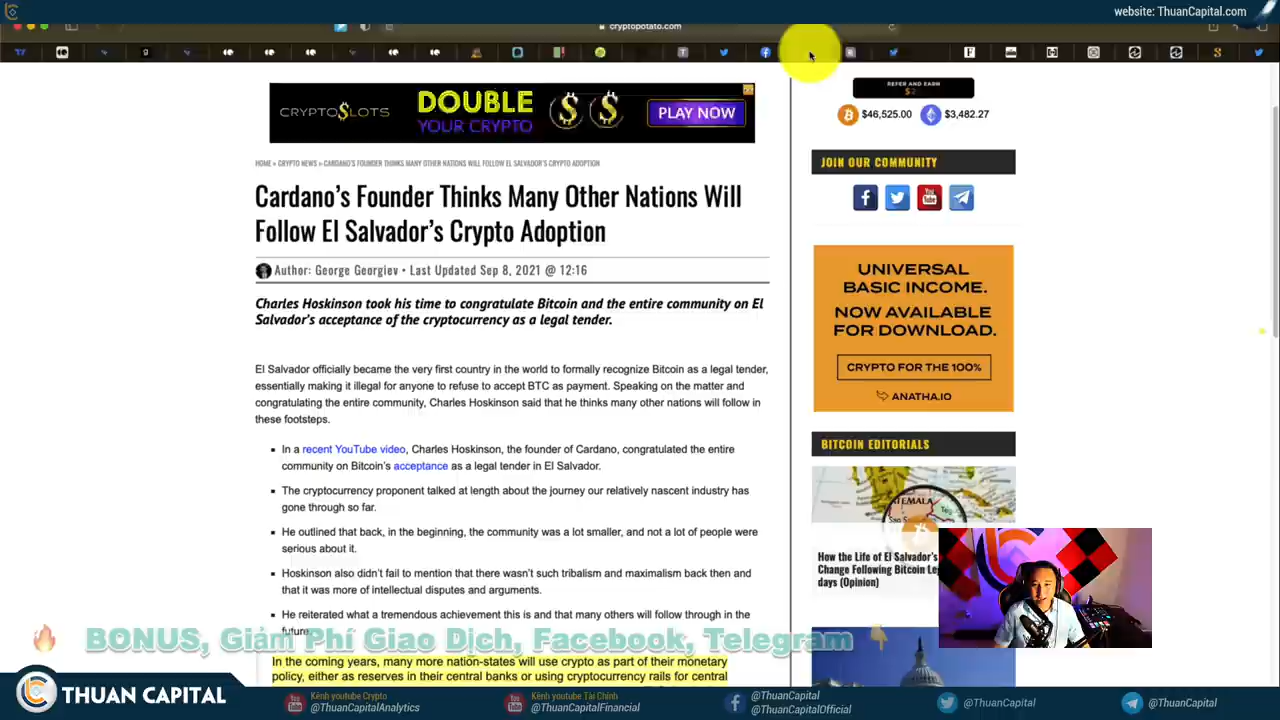 website: ThuanCapital.com
cryptopotato.com
CRYPTO$LOTS
DOUBLE
YOUR CRYPTO
PLAY NOW
REFER AND EARN
$46,525.00
$3,482.27
HOME » CRYPTO NEWS » CARDANO'S FOUNDER THINKS MANY OTHER NATIONS WILL FOLLOW EL SALVADOR'S CRYPTO ADOPTION
Cardano's Founder Thinks Many Other Nations Will
Follow El Salvador's Crypto Adoption
Author: George Georgiev • Last Updated Sep 8, 2021 @ 12:16
Charles Hoskinson took his time to congratulate Bitcoin and the entire community on El
Salvador's acceptance of the cryptocurrency as a legal tender.
El Salvador officially became the very first country in the world to formally recognize Bitcoin as a legal tender,
essentially making it illegal for anyone to refuse to accept BTC as payment. Speaking on the matter and
congratulating the entire community, Charles Hoskinson said that he thinks many other nations will follow in
these footsteps.
In a recent YouTube video, Charles Hoskinson, the founder of Cardano, congratulated the entire
community on Bitcoin's acceptance as a legal tender in El Salvador.
The cryptocurrency proponent talked at length about the journey our relatively nascent industry has
gone through so far.
He outlined that back, in the beginning, the community was a lot smaller, and not a lot of people were
serious about it.
Hoskinson also didn't fail to mention that there wasn't such tribalism and maximalism back then and
that it was more of intellectual disputes and arguments.
He reiterated what a tremendous achievement this is and that many others will follow through in the
future.
In the coming years, many more nation-states will use crypto as part of their monetary
policy, either as reserves in their central banks or using cryptocurrency rails for central
JOIN OUR COMMUNITY
You
Tube
UNIVERSAL
BASIC INCOME.
NOW AVAILABLE
FOR DOWNLOAD.
CRYPTO FOR THE 100%
ANATHA.IO
BITCOIN EDITORIALS
How the Life of El Salvador's
Change Following Bitcoin Le
days (Opinion)
BONUS, Giảm Phí Giao Dịch, Facebook, Telegram
THUAN CAPITAL
Kênh youtube Crypto
@ThuanCapitalAnalytics
Kênh youtube Tài Chính
@ThuanCapitalFinancial
@ThuanCapital
@ThuanCapitalOfficial
@ThuanCapital
@ThuanCapital